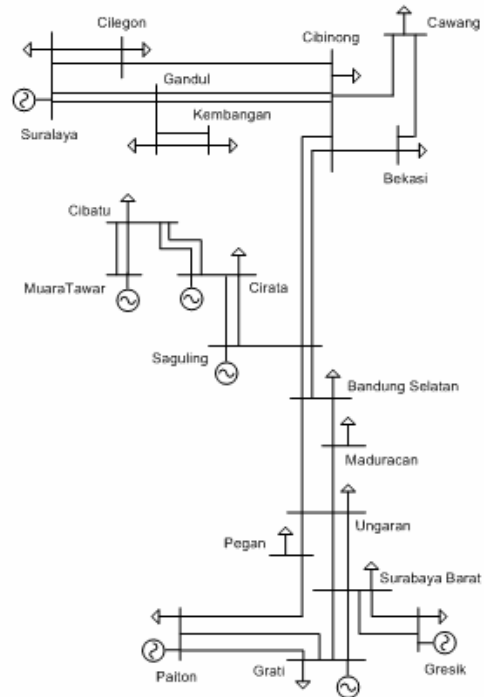 Cilegon
Cawang
Cibinong
Gandul
Kembangan
Suralaya
Bekasi
Cibatu
MuaraTawar
Cirata
Saguling
Bandung Selatan
Maduracan
Ungaran
Pegan
Surabaya Barat
Paiton
Grati
Gresik